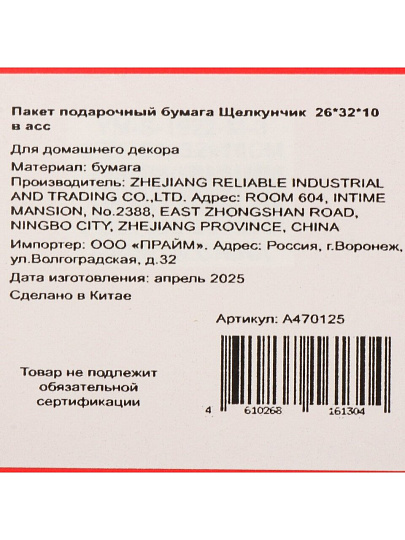 Пакет подарочный бумага Щелкунчик 26*32*10
в асс
Для домашнего декора
Материал: бумага
Производитель: ZHEJIANG RELIABLE INDUSTRIAL
AND TRADING CO.,LTD. Адрес: ROOM 604, INTIME
MANSION, No.2388, EAST ZHONGSHAN ROAD,
NINGBO CITY, ZHEJIANG PROVINCE, CHINA
Импортер: ООО «ПРАЙМ». Адрес: Россия, г.Воронеж,
ул.Волгоградская, д.32
Дата изготовления: апрель 2025
Сделано в Китае
Артикул: А470125
Товар не подлежит
обязательной
сертификации
4 610268 161304